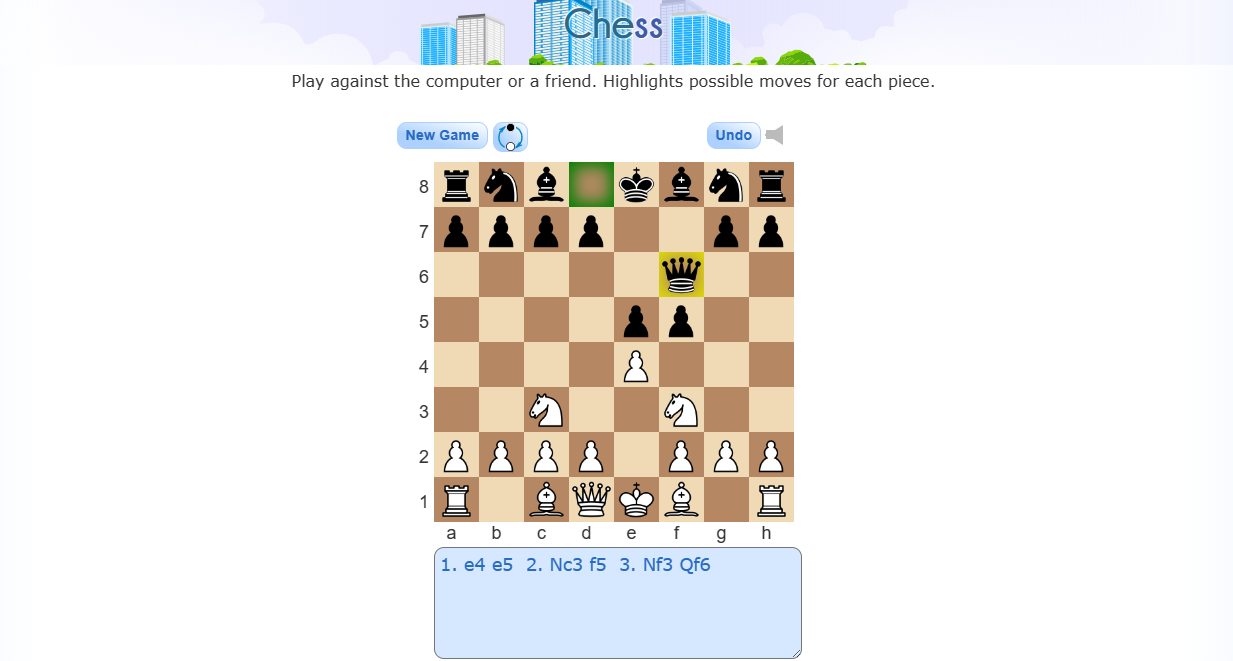 Chess
Play against the computer or a friend. Highlights possible moves for each piece.
New Game
Undo
8
7
6
5
4
3
2
1
a b c d e f g h
1. e4 e5 2. Nc3 f5 3. Nf3 Qf6